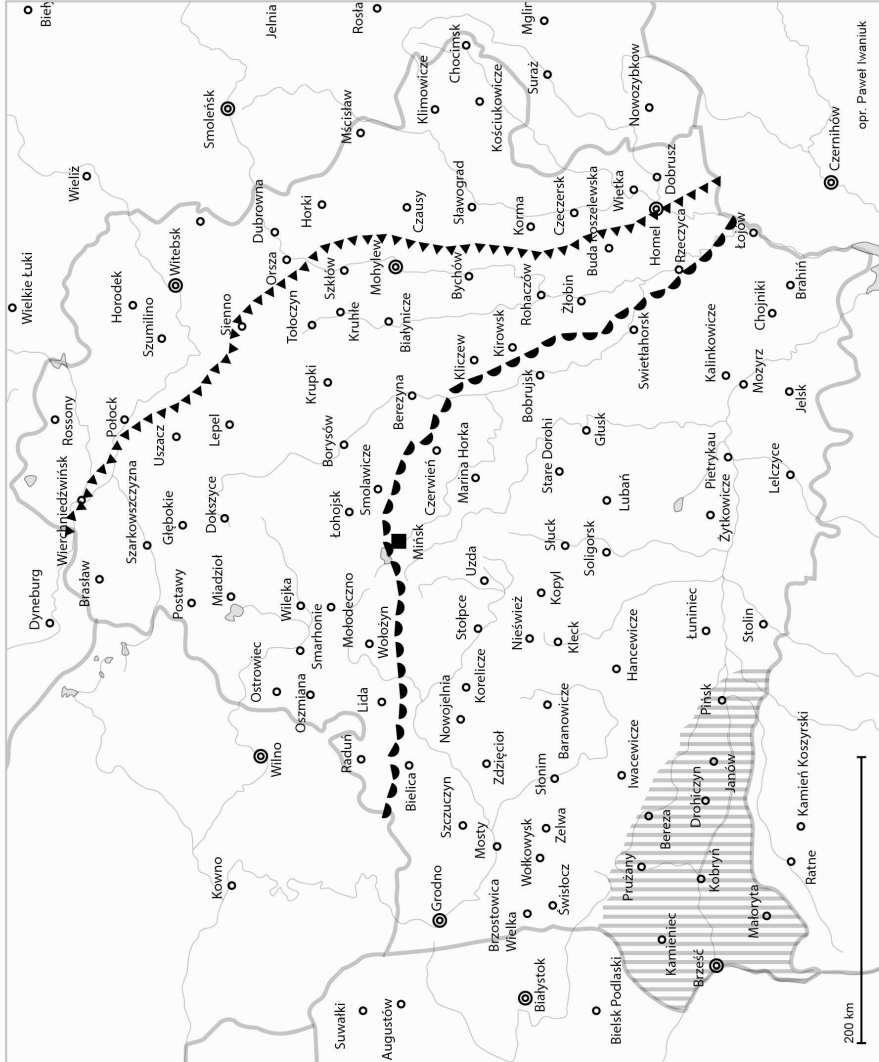 Dyneburg
Wielkie Łuki
Rossony
Wierchniedźwińsk
Wieliż
Brasław
Połock
Horodek
Szarkowszczyzna
Szumilino
Uszacz
Głębokie
Postawy
Witebsk
Kowno
Miadzioł
Dokszyce
Lepel
Sienno
Smoleńsk
Dubrowna
Ostrowiec
Wilno
Orsza
Wilejka
Oszmiana
Smarhonie
Tołoczyn
Horki
Jelnia
Suwałki
Raduń
Mołodeczno
Łohojsk
Borysów
Krupki
Szkłów
Kruhle
Mścisław
Augustów
Lida
Wołożyn
Smolawicze
Białynicze
Mohylew
Rosła
Bielica
Mińsk
Berezyna
Czausy
Klimowicze
Grodno
Czerwień
Szczuczyn
Nowojelnia
Korelicze
Stołpce
Uzda
Marina Horka
Kliczew
Bychów
Sławograd
Chocimsk
Mosty
Zdzięcioł
Kirowsk
Kościukowicze
Brzostowica
Wielka
Wołkowysk
Nieśwież
Kopyl
Bobrujsk
Rohaczów
Korma
Mglin
Białystok
Świsłocz
Zelwa
Słonim
Baranowicze
Kleck
Słuck
Stare Dorohi
Suraż
Żłobin
Czeczersk
Głusk
Bielsk Podlaski
Iwacewicze
Hancewicze
Soligorsk
Lubań
Buda Koszelewska
Prużany
Bereza
Swietłahorsk
Wietka
Nowozybkow
Kamieniec
Homel
Dobrusz
Rzeczyca
Brześć
Kobryń
Drohiczyn
Janów
Pińsk
Łuniniec
Żytkowicze
Pietrykau
Kalinkowicze
Małoryta
Stolin
Mozyrz
Łojów
Chojniki
Ratne
Kamień Koszyrski
Lelczyce
Jelsk
Brahiń
Czernihów
200 km
opr. Paweł Iwaniuk